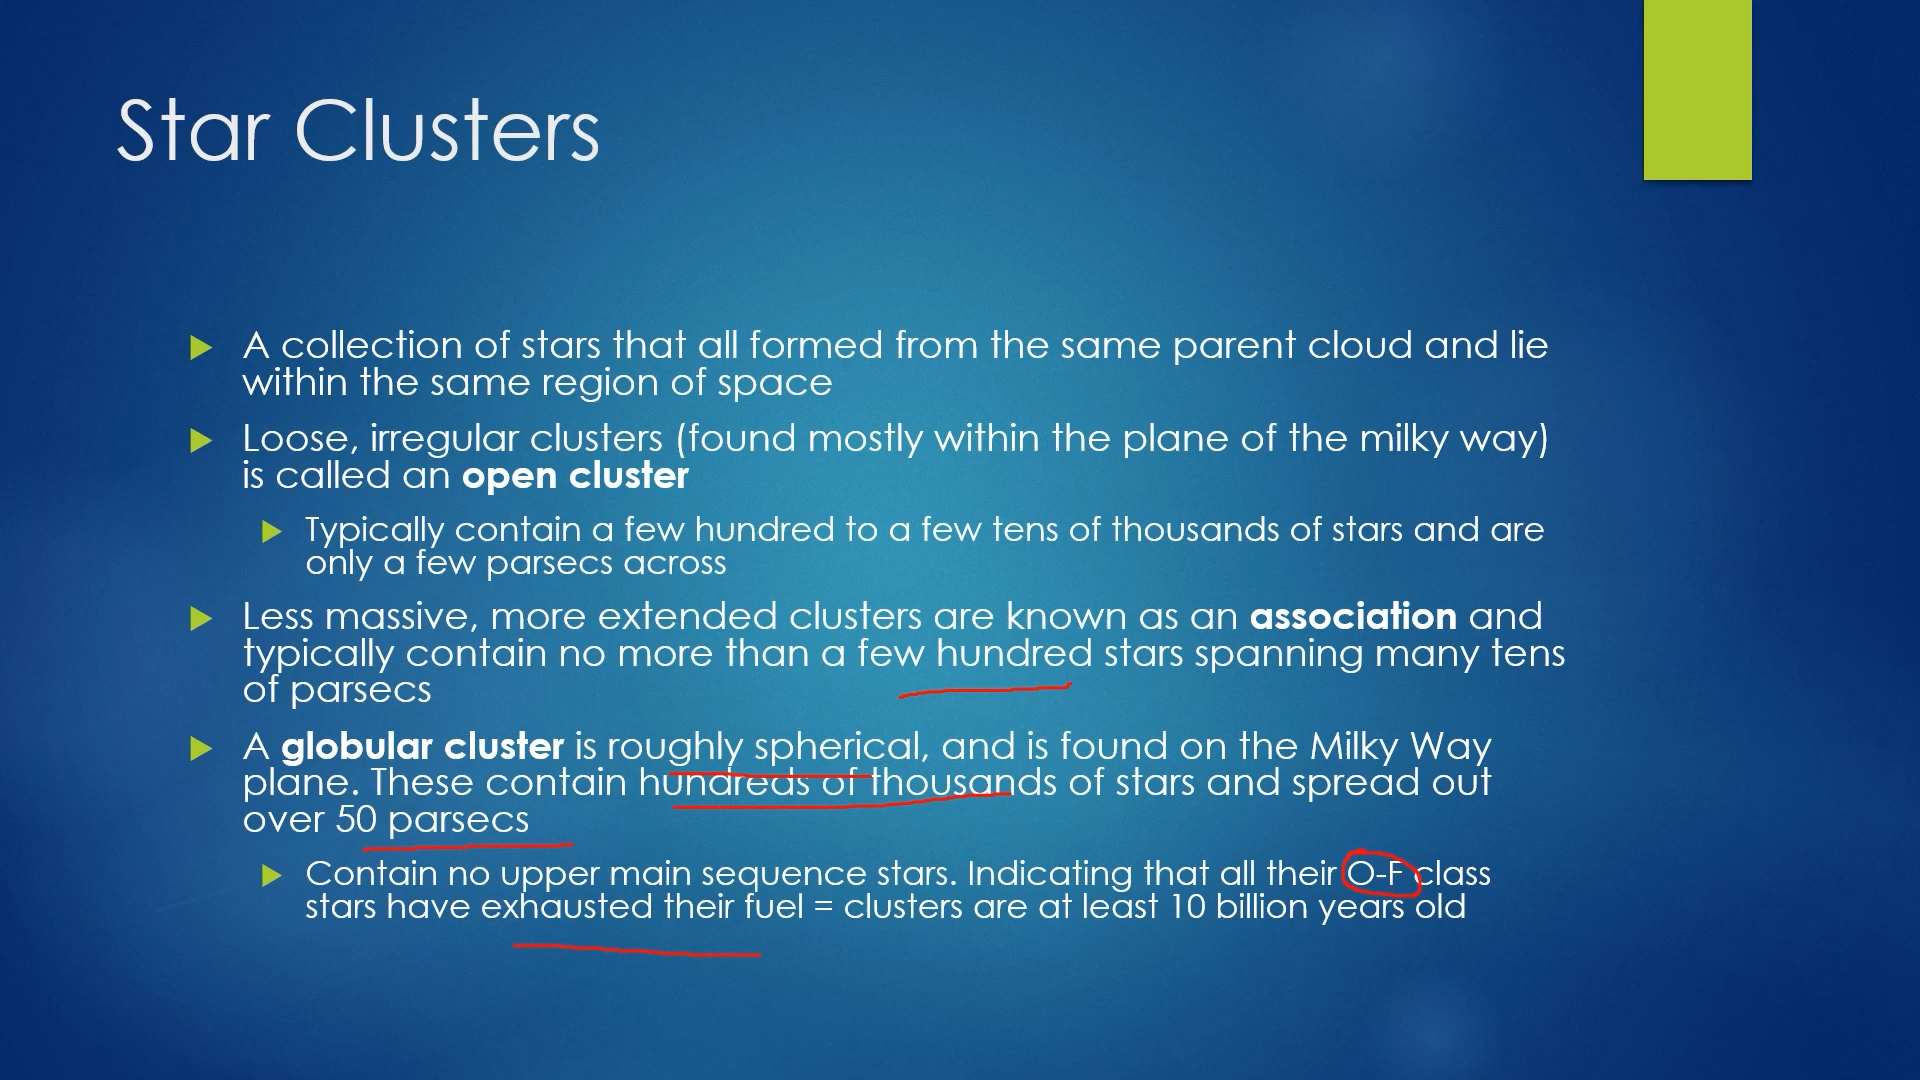 Star Clusters
A collection of stars that all formed from the same parent cloud and lie
within the same region of space
Loose, irregular clusters (found mostly within the plane of the milky way)
is called an open cluster
Typically contain a few hundred to a few tens of thousands of stars and are
only a few parsecs across
Less massive, more extended clusters are known as an association and
typically contain no more than a few hundred stars spanning many tens
of parsecs
A globular cluster is roughly spherical, and is found on the Milky Way
plane. These contain hundreds of thousands of stars and spread out
over 50 parsecs
Contain no upper main sequence stars. Indicating that all their O-F class
stars have exhausted their fuel = clusters are at least 10 billion years old